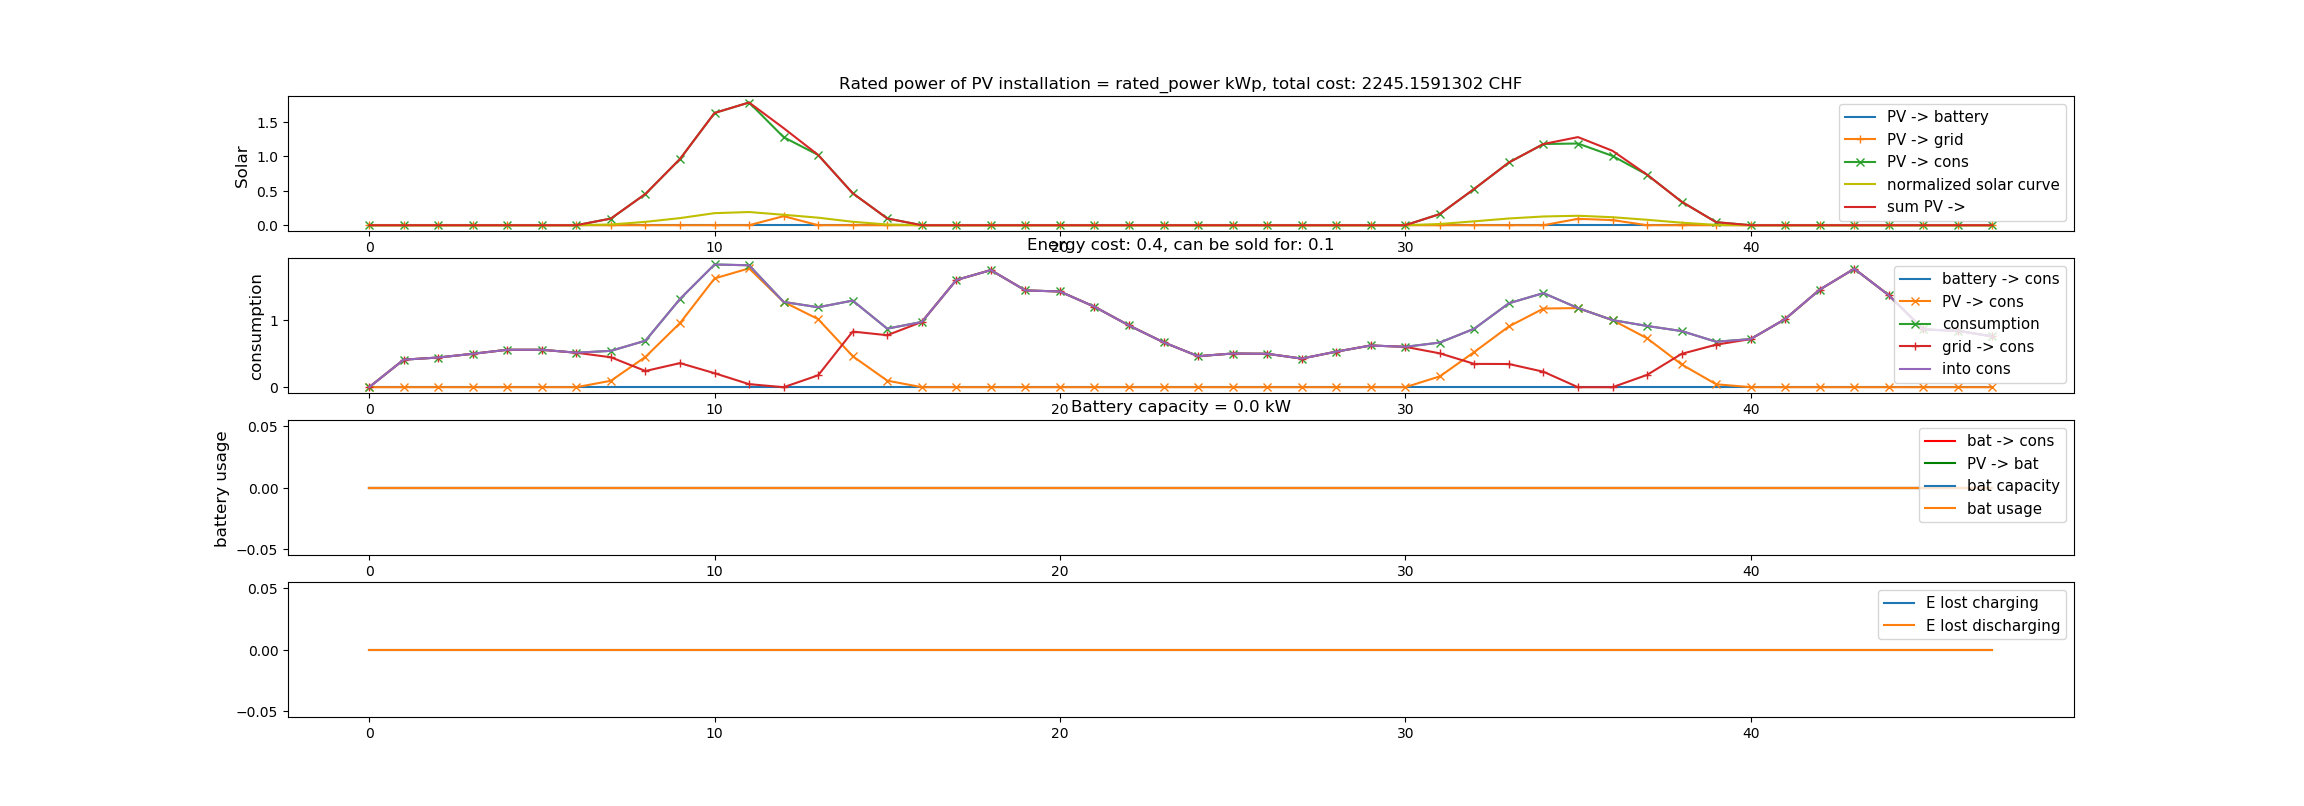 Rated power of PV installation = rated_power kWp, total cost: 2245.1591302 CHF
Solar
1.5
1.0
0.5
0.0
PV -> battery
PV -> grid
PV -> cons
normalized solar curve
sum PV ->
0 10 20 30 40
Energy cost: 0.4, can be sold for: 0.1
consumption
1
0
battery -> cons
PV -> cons
consumption
grid -> cons
into cons
0 10 20 30 40
Battery capacity = 0.0 kW
battery usage
0.05
0.00
−0.05
bat -> cons
PV -> bat
bat capacity
bat usage
0 10 20 30 40
0.05
0.00
−0.05
E lost charging
E lost discharging
0 10 20 30 40